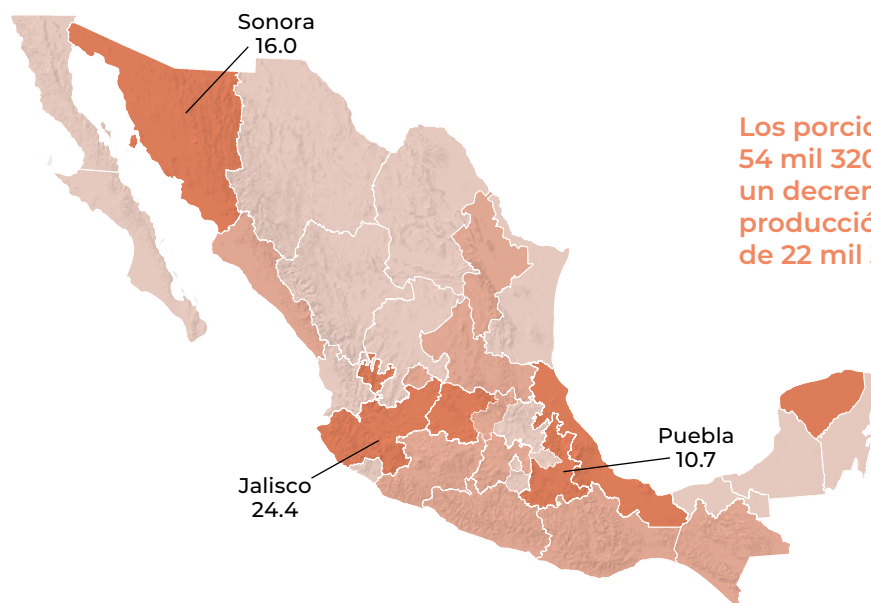 Sonora
16.0
Los porcio
54 mil 320
un decrem
producció
de 22 mil
Puebla
10.7
Jalisco
24.4